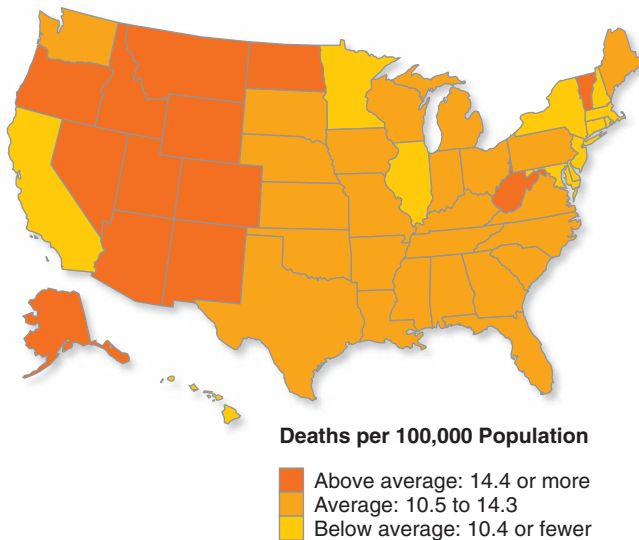 Deaths per 100,000 Population
Above average: 14.4 or more
Average: 10.5 to 14.3
Below average: 10.4 or fewer